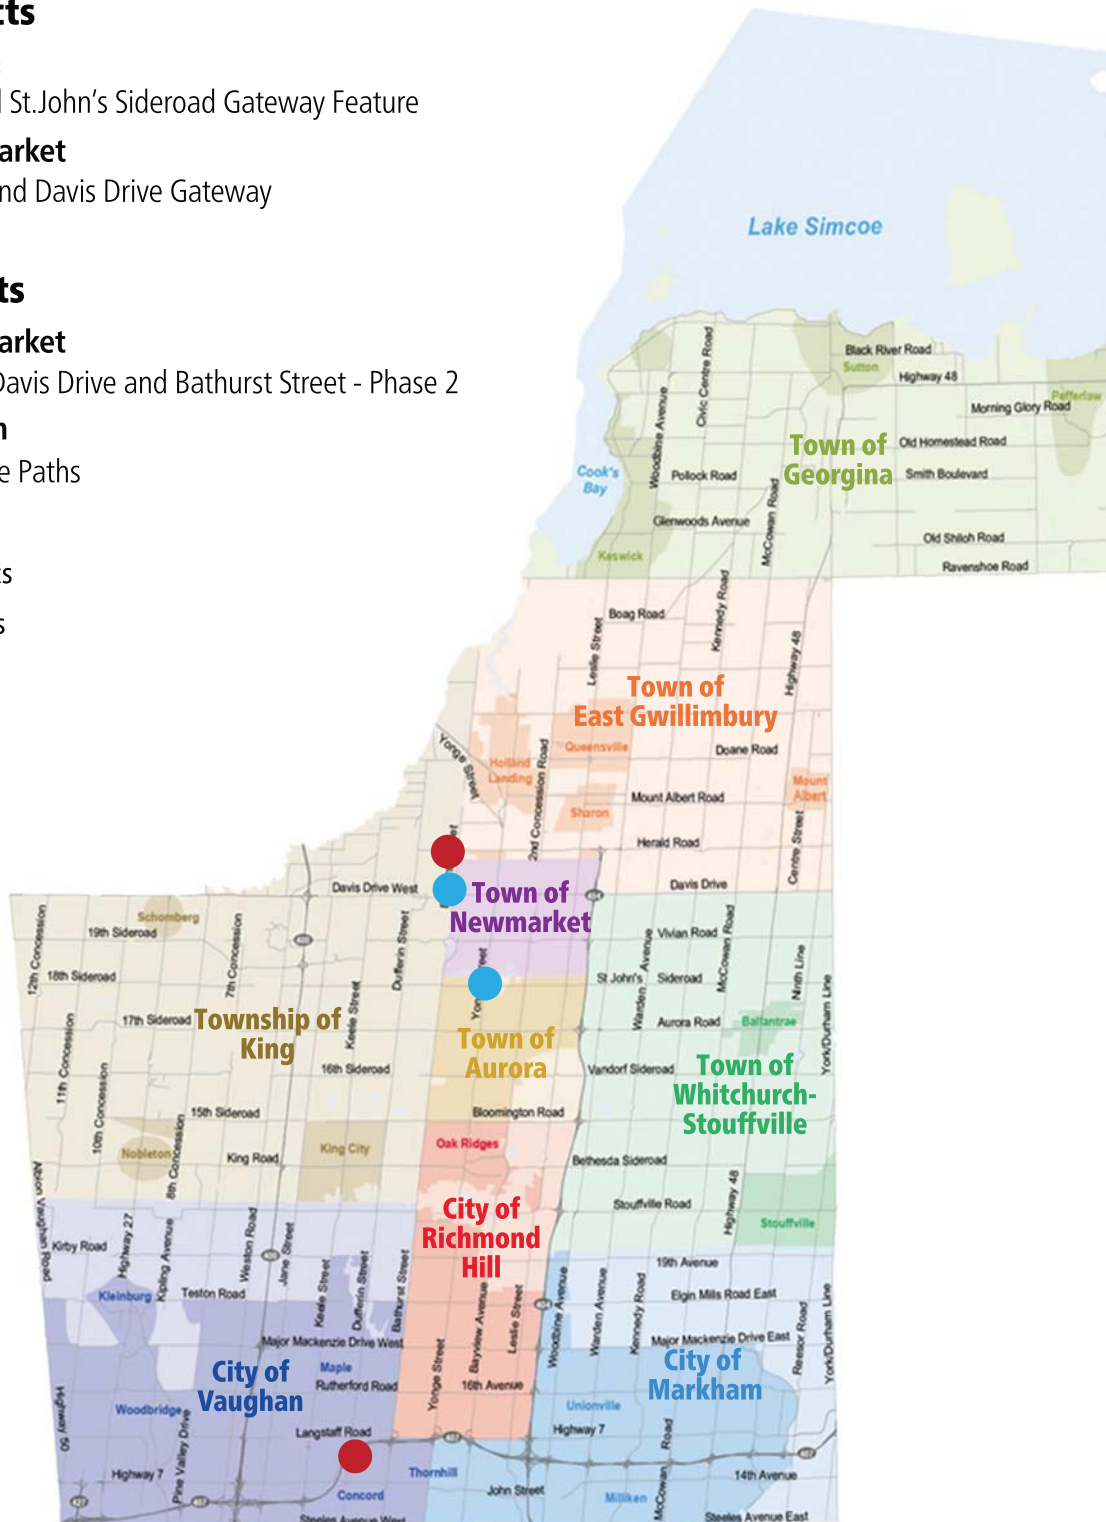 cts
St.John's Sideroad Gateway Feature
arket
nd Davis Drive Gateway
ts
arket
Davis Drive and Bathurst Street - Phase 2
n
e Paths
s
s
Lake Simcoe
Black River Road
Sutton
Highway 48
Pefferlaw
Morning Glory Road
Civic Centre Road
Woodbine Avenue
Town of
Georgina
Old Homestead Road
Cook's
Bay
Pollock Road
Smith Boulevard
McCowan Road
Glenwoods Avenue
Old Shiloh Road
Keswick
Ravenshoe Road
Boag Road
Kennedy Road
Leslie Street
Highway 48
Town of
East Gwillimbury
Yonge Street
Queensville
Doane Road
Holland
Landing
2nd Concession Road
Mount
Albert
Mount Albert Road
Sharon
et
Herald Road
Centre Street
Davis Drive West
Davis Drive
Town of
Newmarket
Schomberg
19th Sideroad
12th Concession
7th Concession
Dufferin Street
Vivian Road
McCowan Road
Warden Avenue
reet
18th Sideroad
St John's Sideroad
Ninth Line
York/Durham Line
Yon
17th Sideroad
Township of
King
Keele Street
Aurora Road
Ballantrae
Town of
Aurora
11th Concession
16th Sideroad
Vandorf Sideroad
Town of
Whitchurch-
Stouffville
10th Concession
15th Sideroad
Bloomington Road
8th Concession
Nobleton
King Road
King City
Oak Ridges
Bethesda Sideroad
Albion Vaughan Road
Stouffville Road
Highway 48
Stouffville
City of
Richmond
Hill
Kirby Road
Highway 27
Kipling Avenue
Weston Road
Jane Street
Keele Street
Dufferin Street
Bathurst Street
19th Avenue
Kleinburg
Teston Road
Elgin Mills Road East
Bayview Avenue
Leslie Street
Woodbine Avenue
Warden Avenue
Kennedy Road
Reesor Road
York/Durham Line
Major Mackenzie Drive West
Major Mackenzie Drive East
City of
Vaughan
Maple
Rutherford Road
Yonge Street
16th Avenue
City of
Markham
Highway 50
Woodbridge
Pine Valley Drive
Unionville
Langstaff Road
Highway 7
McCowan Road
Highway 7
Thornhill
14th Avenue
Concord
John Street
Milliken
Steeles Avenue West
Steeles Avenue East